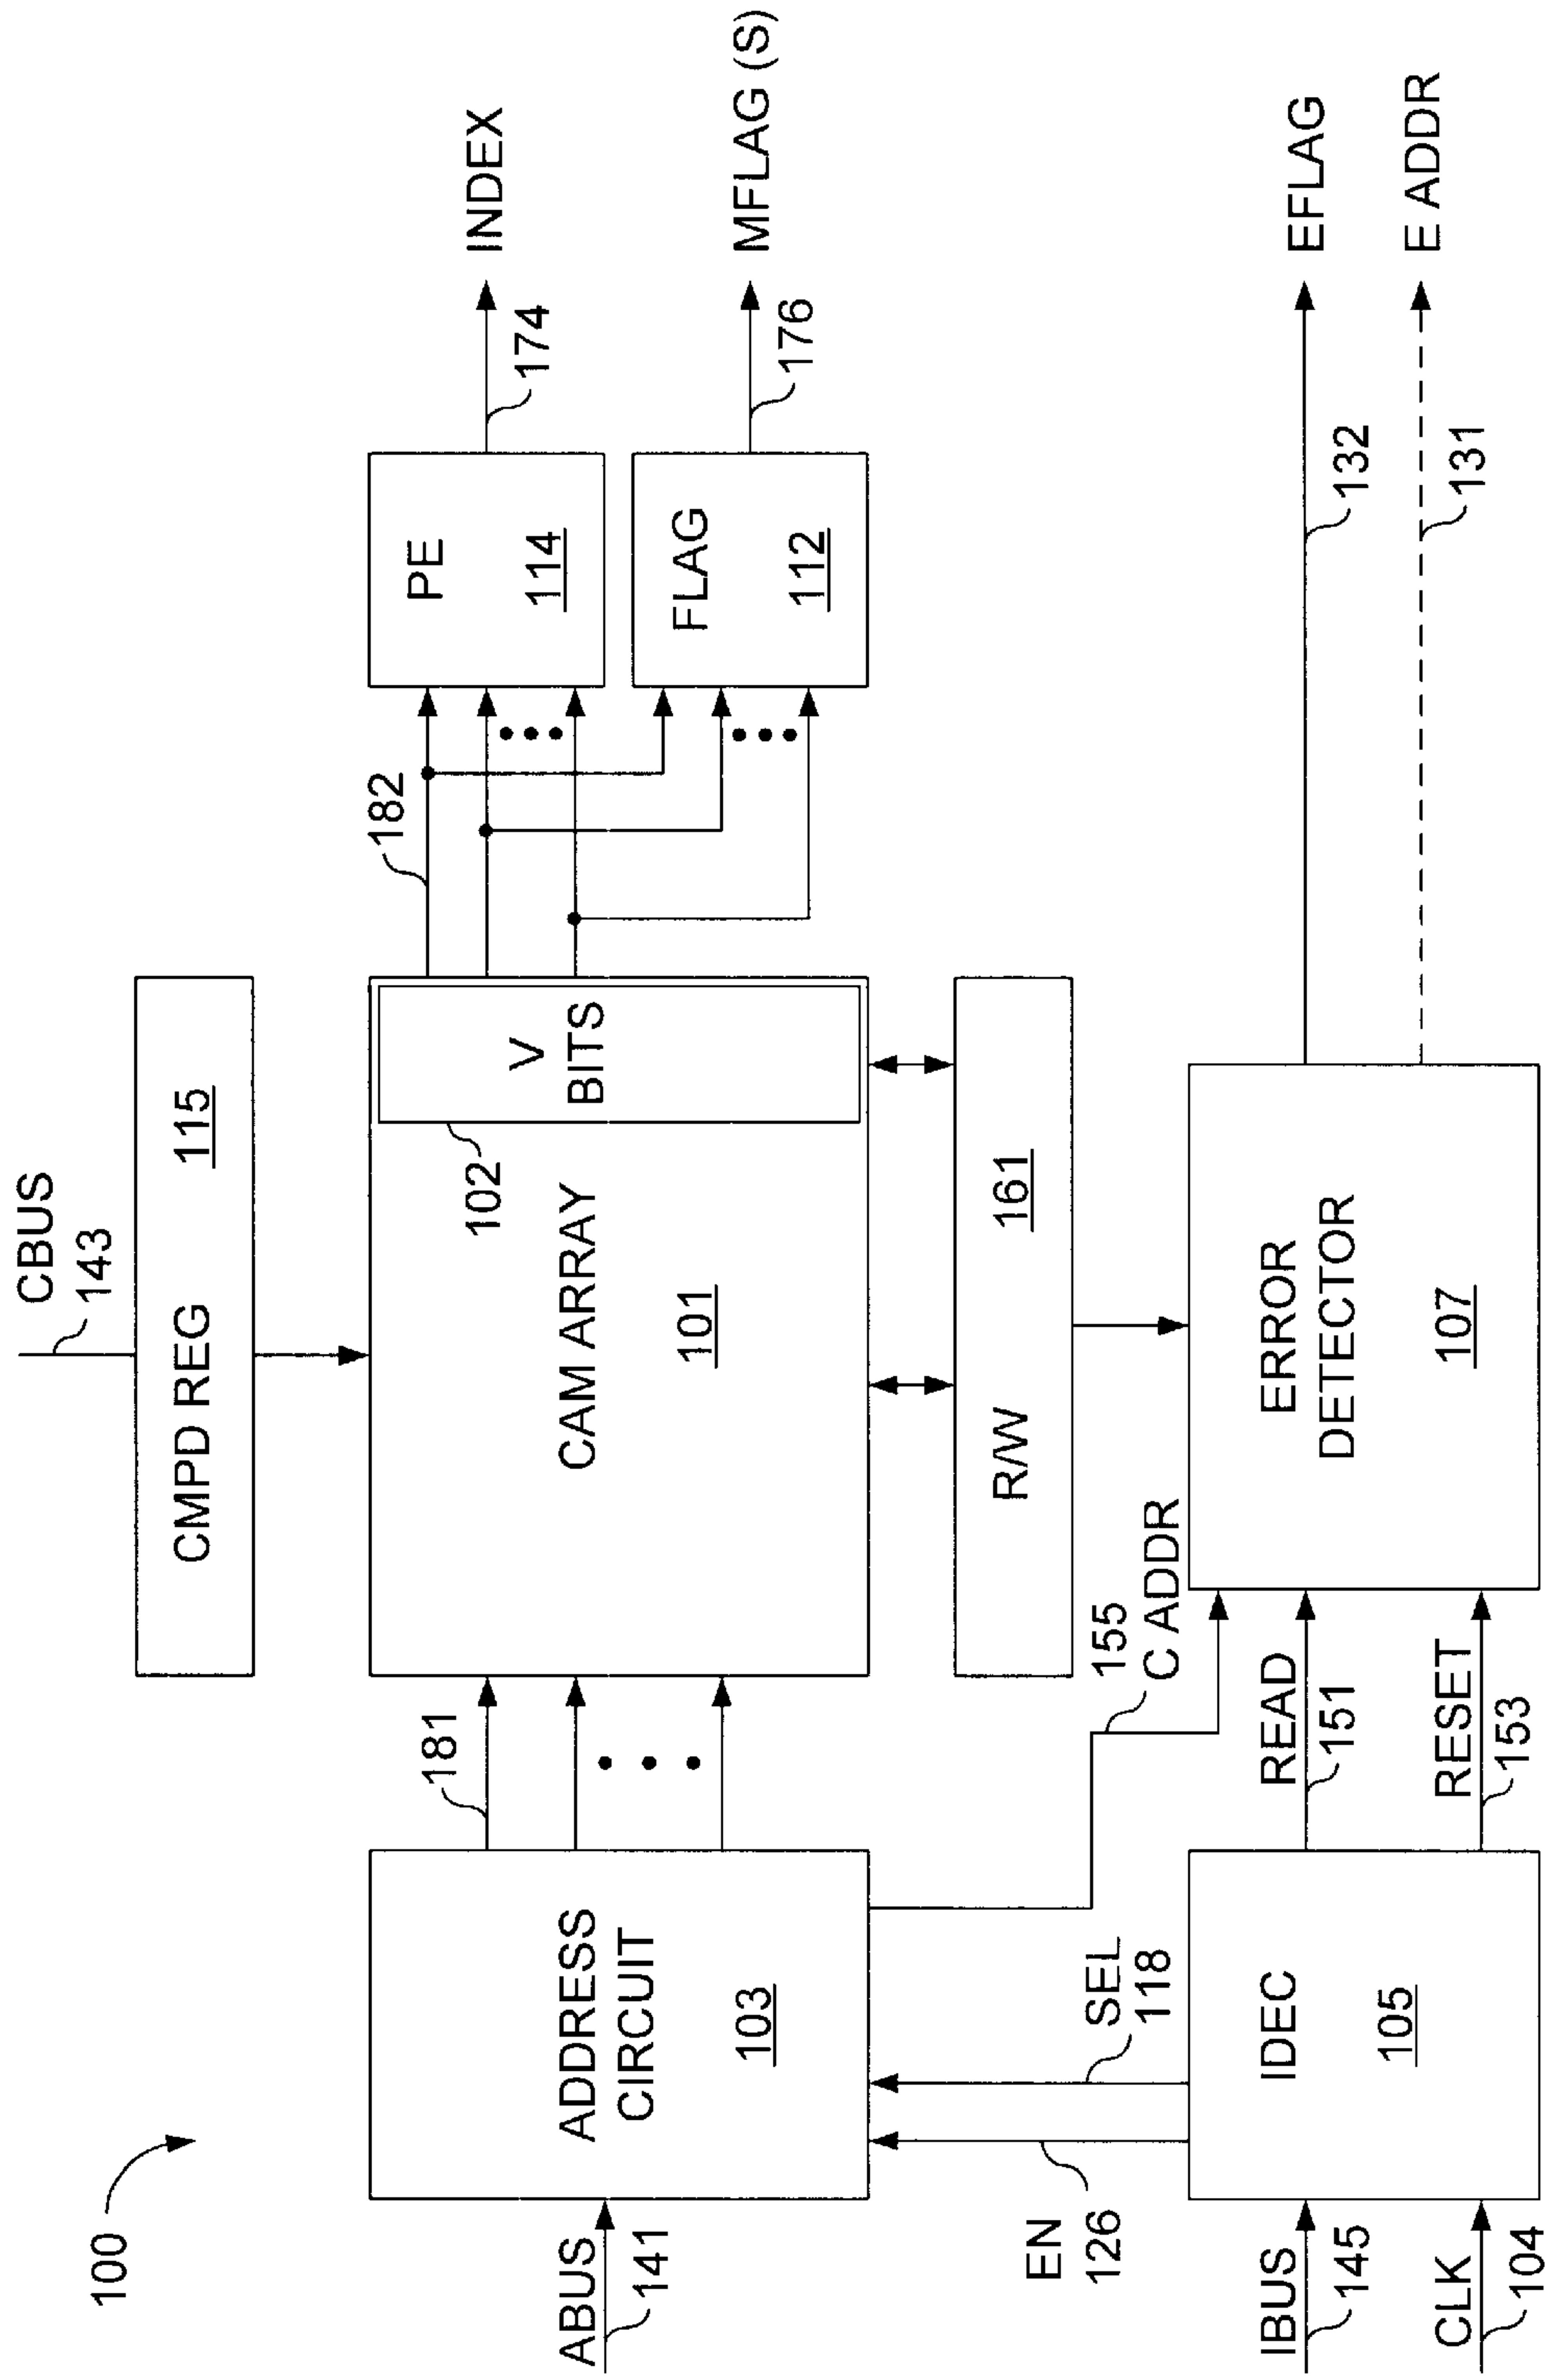 100
CBUS
143
CMPD REG
115
ABUS
141
ADDRESS
CIRCUIT
103
181
CAM ARRAY
101
V
BITS
102
182
PE
114
174
INDEX
FLAG
112
176
MFLAG (S)
R/W
161
EN
126
SEL
118
155
C ADDR
IBUS
145
CLK
104
IDEC
105
READ
151
RESET
153
ERROR
DETECTOR
107
132
EFLAG
131
E ADDR